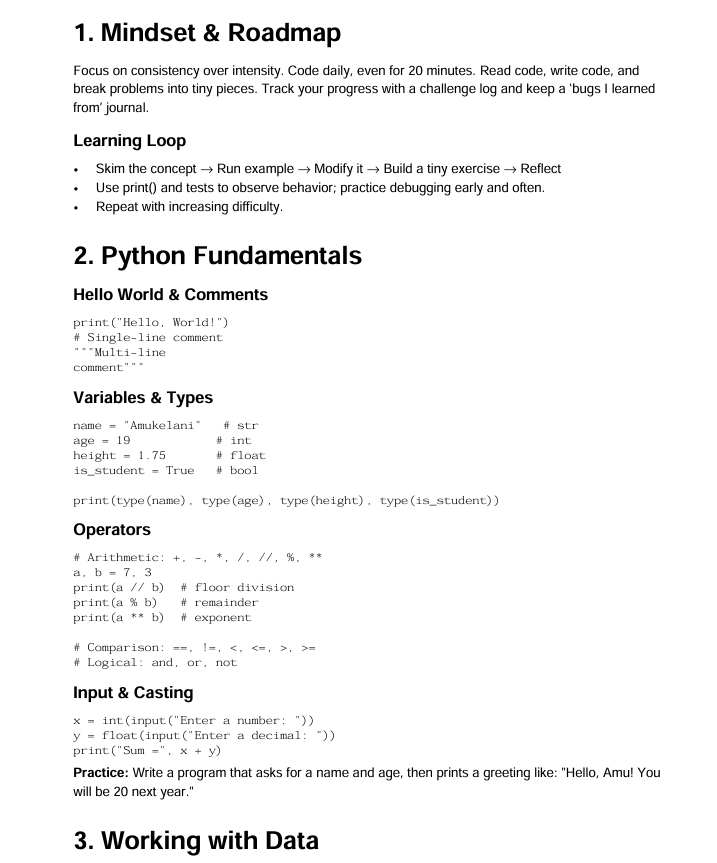 1. Mindset & Roadmap
Focus on consistency over intensity. Code daily, even for 20 minutes. Read code, write code, and
break problems into tiny pieces. Track your progress with a challenge log and keep a ‘bugs I learned
from’ journal.
Learning Loop
• Skim the concept → Run example → Modify it → Build a tiny exercise → Reflect
• Use print() and tests to observe behavior; practice debugging early and often.
• Repeat with increasing difficulty.
2. Python Fundamentals
Hello World & Comments
print("Hello, World!")
# Single-line comment
"""Multi-line
comment"""
Variables & Types
name = "Amukelani"   # str
age = 19            # int
height = 1.75       # float
is_student = True   # bool
print(type(name), type(age), type(height), type(is_student))
Operators
# Arithmetic: +, -, *, /, //, %, **
a, b = 7, 3
print(a // b)  # floor division
print(a % b)   # remainder
print(a ** b)  # exponent
# Comparison: ==, !=, <, <=, >, >=
# Logical: and, or, not
Input & Casting
x = int(input("Enter a number: "))
y = float(input("Enter a decimal: "))
print("Sum =", x + y)
Practice: Write a program that asks for a name and age, then prints a greeting like: “Hello, Amu! You
will be 20 next year.”
3. Working with Data